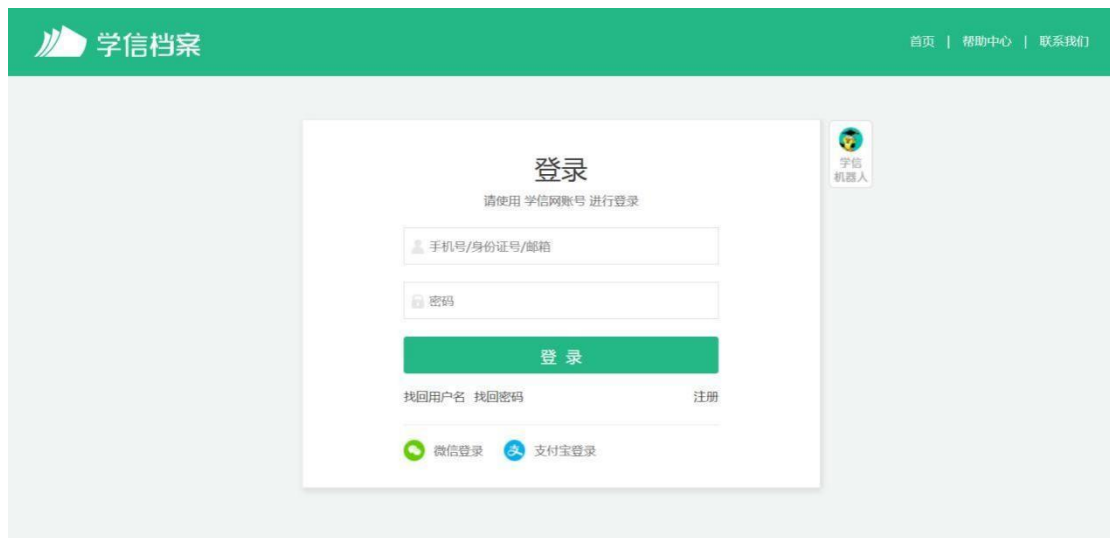 学信档案
首页 | 帮助中心 | 联系我们
登录
请使用 学信网账号 进行登录
手机号/身份证号/邮箱
密码
登 录
找回用户名 找回密码 注册
微信登录 支付宝登录
学信
机器人